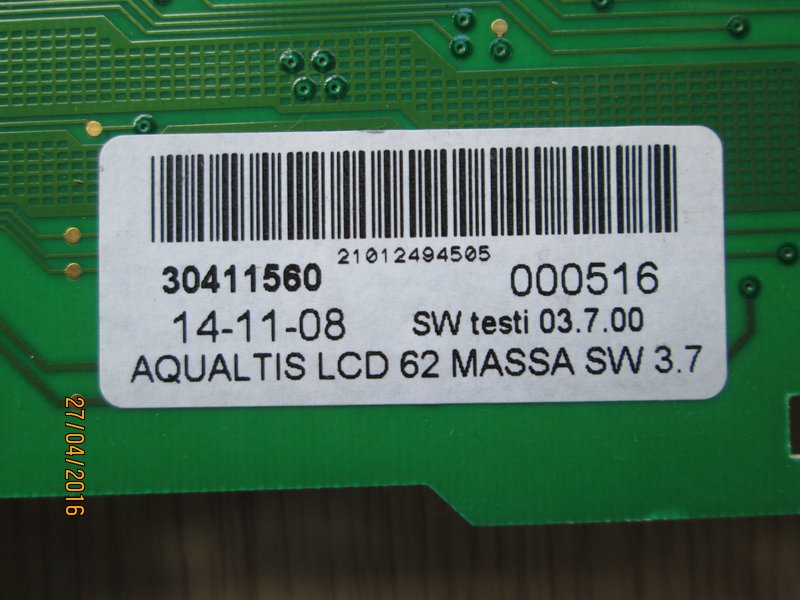 21012494505
30411560
000516
14-11-08
SW testi 03.7.00
AQUALTIS LCD 62 MASSA SW 3.7
27/04/2016